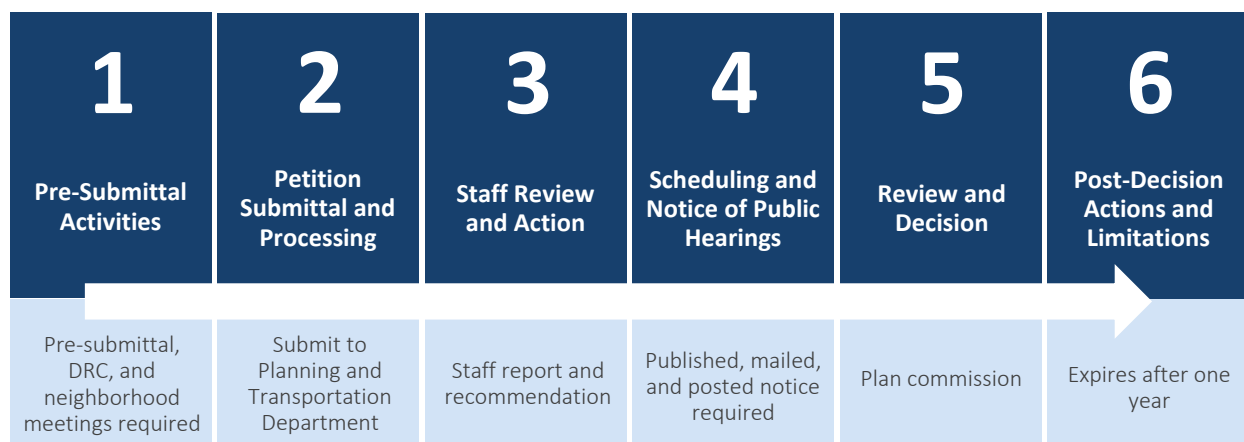 1
Pre-Submittal
Activities
Pre-submittal,
DRC, and
neighborhood
meetings required
2
Petition
Submittal and
Processing
Submit to
Planning and
Transportation
Department
3
Staff Review
and Action
Staff report and
recommendation
4
Scheduling and
Notice of Public
Hearings
Published, mailed,
and posted notice
required
5
Review and
Decision
Plan commission
6
Post-Decision
Actions and
Limitations
Expires after one
year